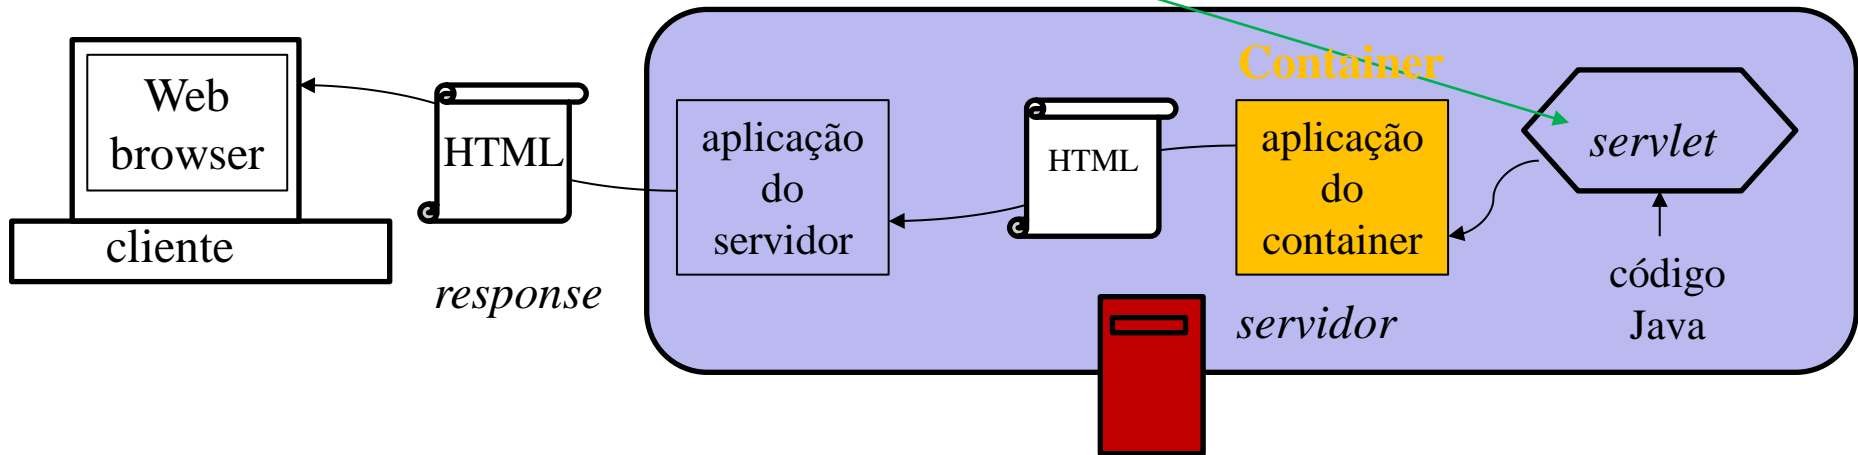 Web
browser
cliente
HTML
response
aplicação
do
servidor
HTML
Container
aplicação
do
container
servidor
servlet
código
Java